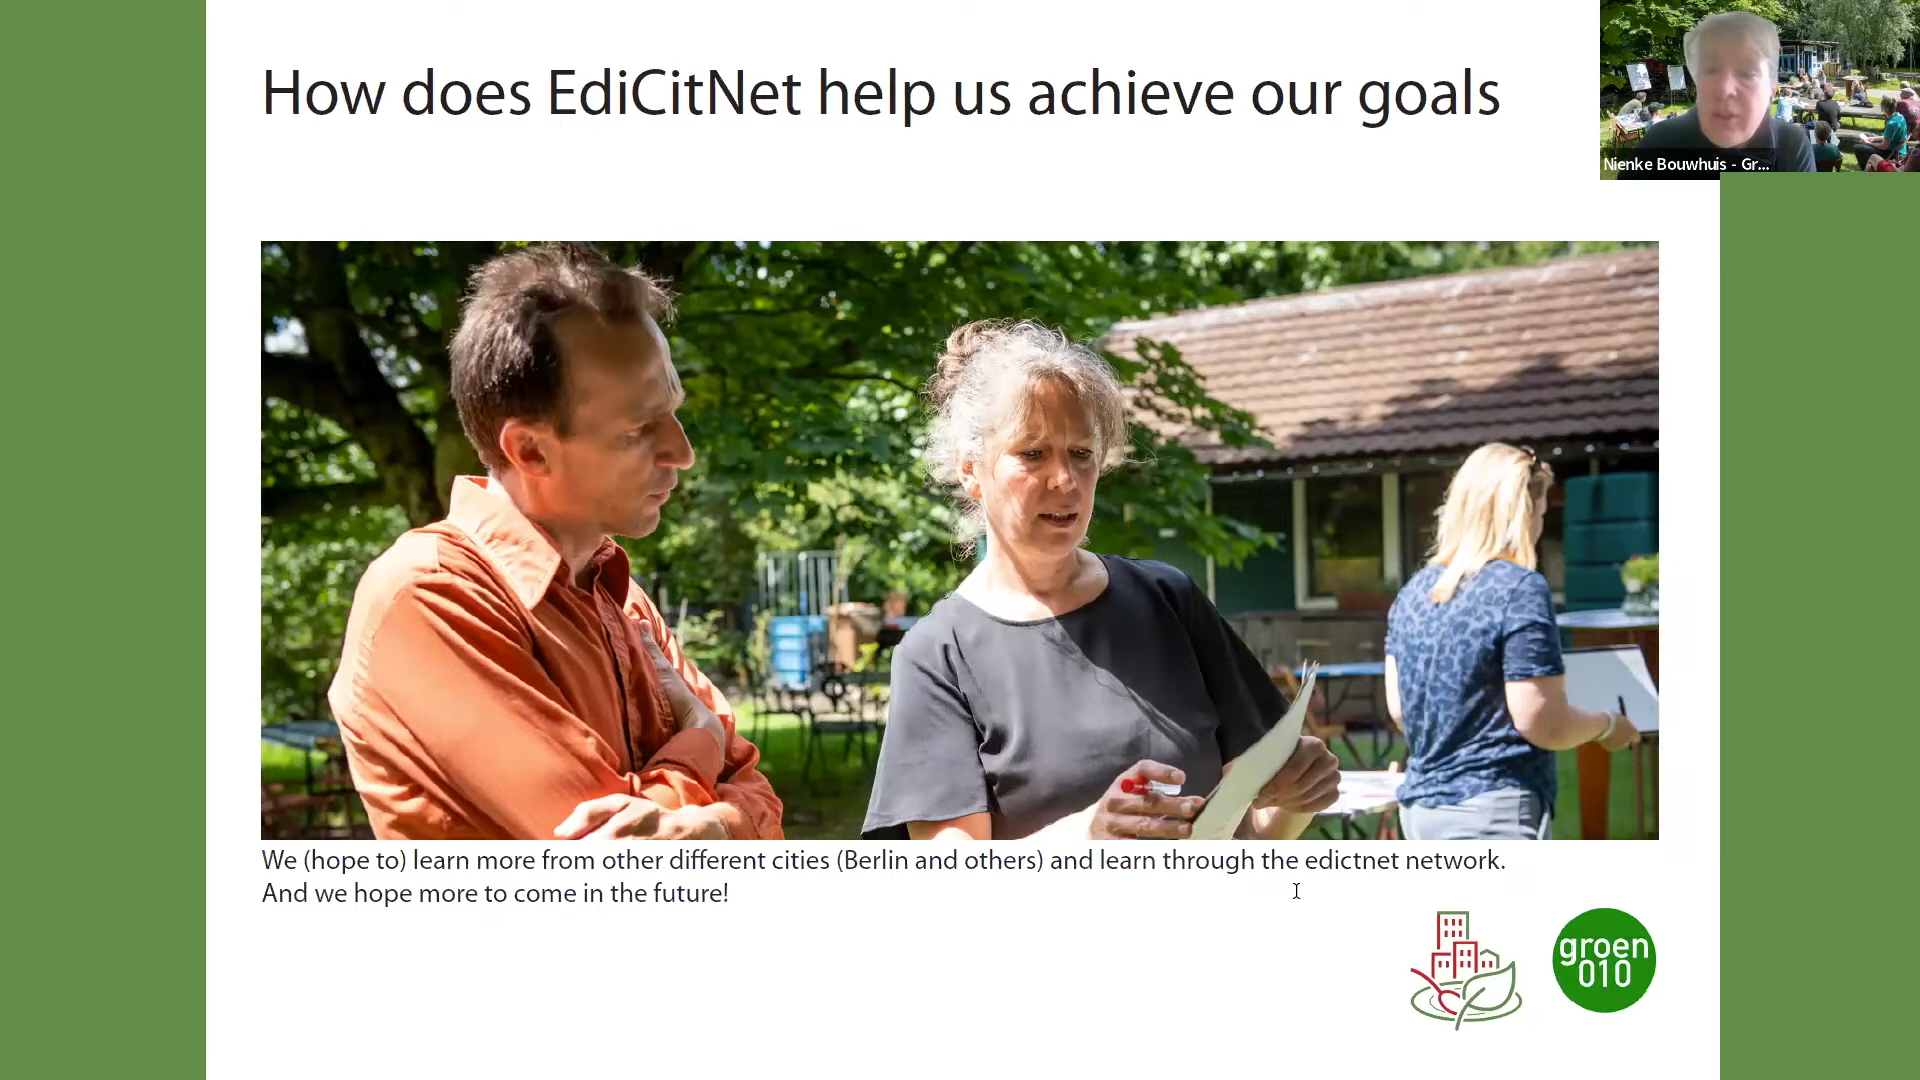 How does EdiCitNet help us achieve our goals
Nienke Bouwhuis - Gr...
We (hope to) learn more from other different cities (Berlin and others) and learn through the edictnet network.
And we hope more to come in the future!
groen
010